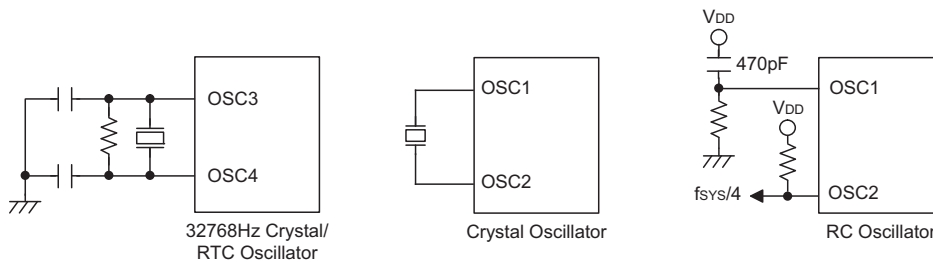 OSC3
OSC4
32768Hz Crystal/
RTC Oscillator
OSC1
OSC2
Crystal Oscillator
VDD
470pF
OSC1
VDD
fSYS/4
OSC2
RC Oscillator